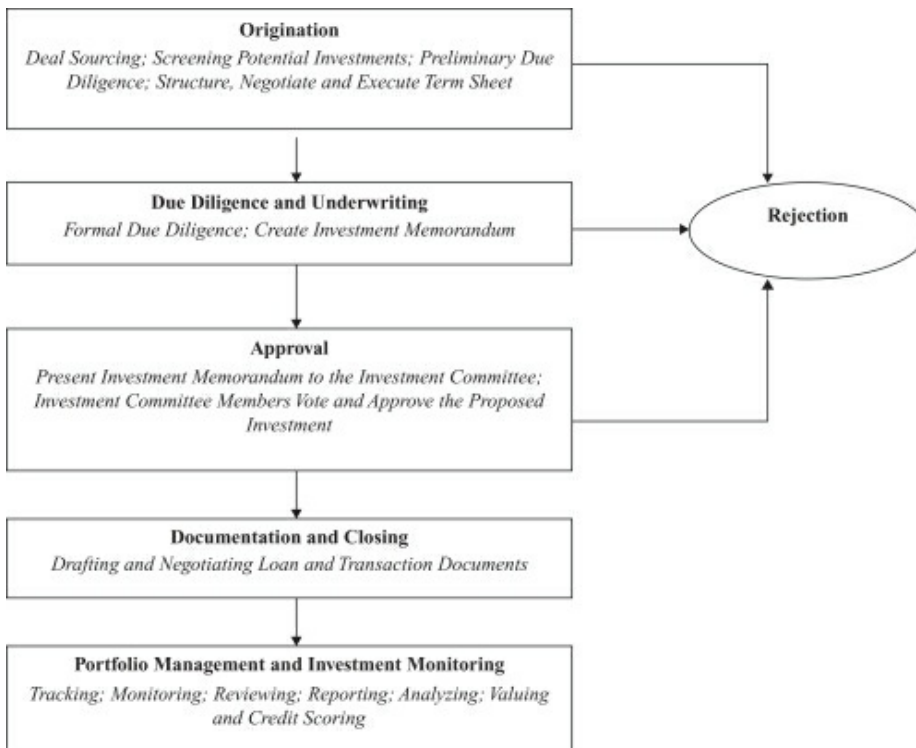 Origination
Deal Sourcing; Screening Potential Investments; Preliminary Due
Diligence; Structure, Negotiate and Execute Term Sheet
Due Diligence and Underwriting
Formal Due Diligence; Create Investment Memorandum
Rejection
Approval
Present Investment Memorandum to the Investment Committee;
Investment Committee Members Vote and Approve the Proposed
Investment
Documentation and Closing
Drafting and Negotiating Loan and Transaction Documents
Portfolio Management and Investment Monitoring
Tracking; Monitoring; Reviewing; Reporting; Analyzing; Valuing
and Credit Scoring